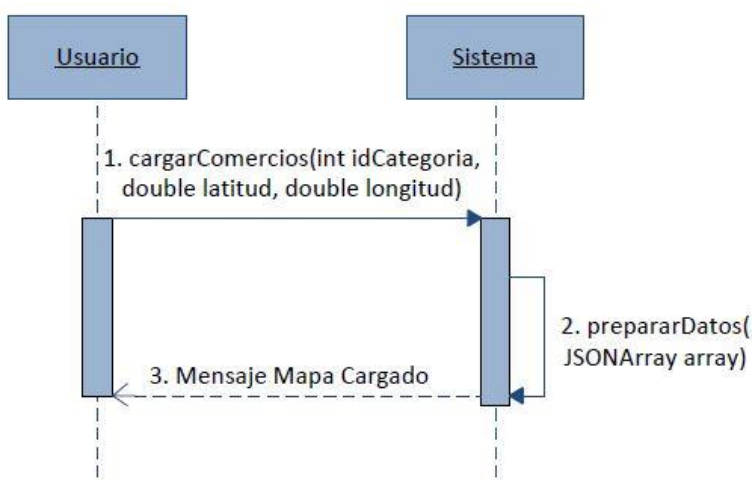 Usuario
Sistema
1. cargarComercios(int idCategoria,
double latitud, double longitud)
2. prepararDatos(
JSONArray array)
3. Mensaje Mapa Cargado